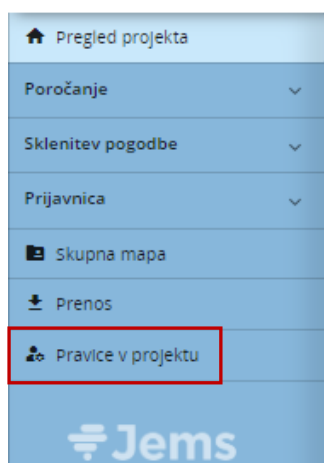 Pregled projekta
Poročanje
Sklenitev pogodbe
Prijavnica
Skupna mapa
Prenos
Pravice v projektu
Jems